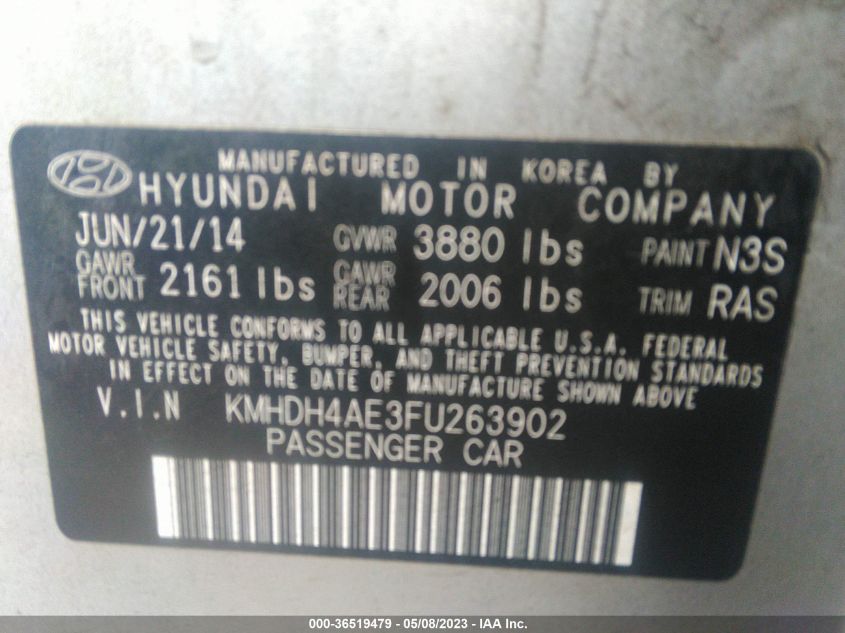 MANUFACTURED IN KOREA BY
HYUNDAI MOTOR COMPANY
JUN/21/14 GVWR 3880 lbs PAINT N3S
GAWR FRONT 2161 lbs GAWR REAR 2006 lbs TRIM RAS
THIS VEHICLE CONFORMS TO ALL APPLICABLE U.S.A. FEDERAL
MOTOR VEHICLE SAFETY, BUMPER, AND THEFT PREVENTION STANDARDS
IN EFFECT ON THE DATE OF MANUFACTURE SHOWN ABOVE
V.I.N KMHDH4AE3FU263902
PASSENGER CAR
000-36519479 - 05/08/2023 - IAA Inc.